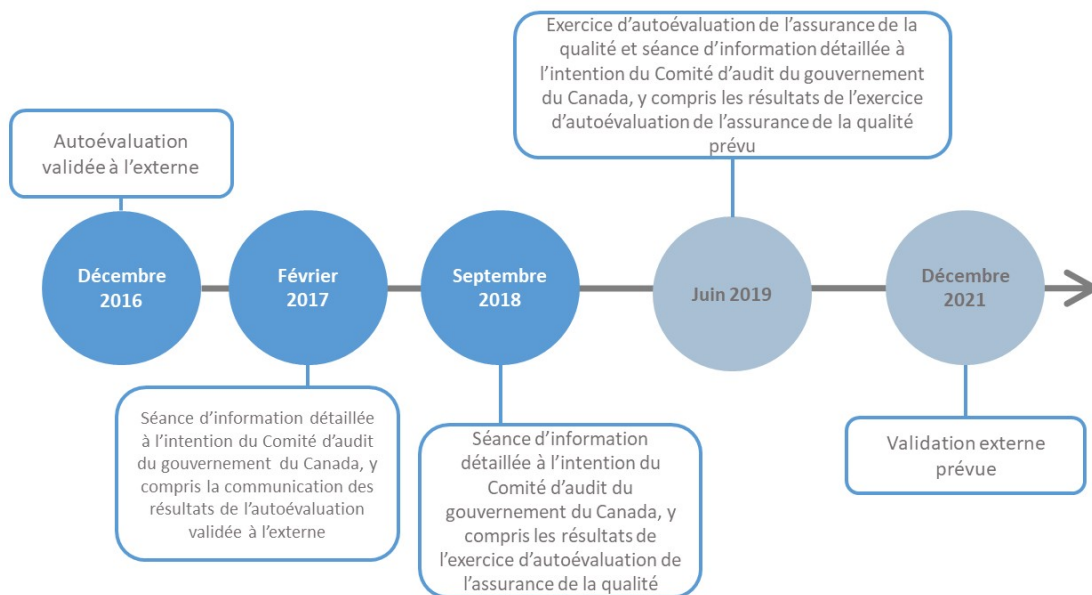 Exercice d’autoévaluation de l’assurance de la
qualité et séance d’information détaillée à
l’intention du Comité d’audit du gouvernement
du Canada, y compris les résultats de l’exercice
d’autoévaluation de l’assurance de la qualité
prévu
Autoévaluation
validée à l’externe
Décembre
2016
Février
2017
Septembre
2018
Juin 2019
Décembre
2021
Séance d’information détaillée
à l’intention du Comité d’audit
du gouvernement du Canada, y
compris la communication des
résultats de l’autoévaluation
validée à l’externe
Séance d’information
détaillée à l’intention du
Comité d’audit du
gouvernement du Canada, y
compris les résultats de
l’exercice d’autoévaluation de
l’assurance de la qualité
Validation externe
prévue